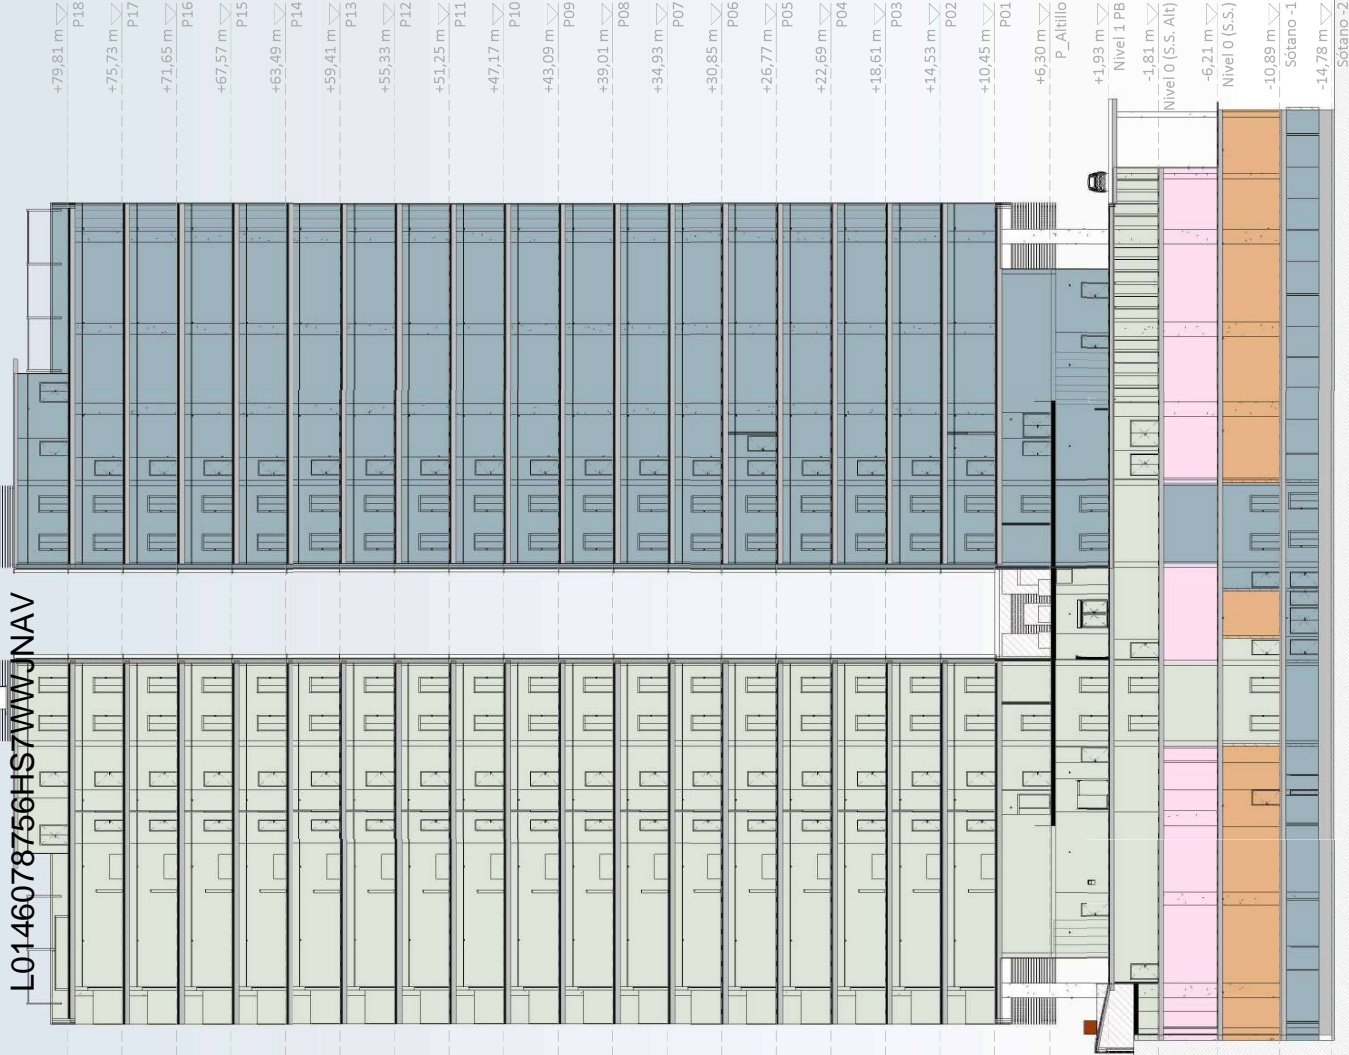 +79,81 m
P18
+75,73 m
P17
+71,65 m
P16
+67,57 m
P15
+63,49 m
P14
+59,41 m
P13
+55,33 m
P12
+51,25 m
P11
+47,17 m
P10
+43,09 m
P09
+39,01 m
P08
+34,93 m
P07
+30,85 m
P06
+26,77 m
P05
+22,69 m
P04
+18,61 m
P03
+14,53 m
P02
+10,45 m
P01
+6,30 m
P_Altillo
+1,93 m
Nivel 1 PB
-1,81 m
Nivel 0 (S.S. Alt)
-6,21 m
Nivel 0 (S.S.)
-10,89 m
Sótano -1
-14,78 m
Sótano -2
L01460787556HS7WWJNAV